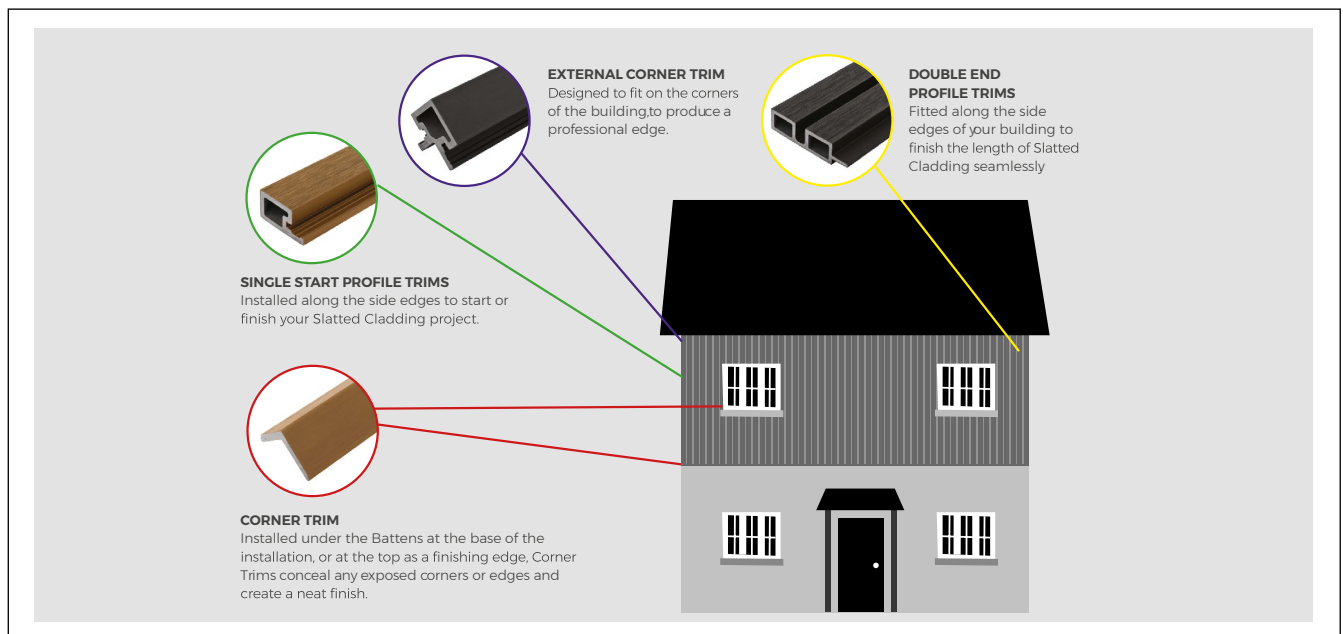 EXTERNAL CORNER TRIM
Designed to fit on the corners
of the building,to produce a
professional edge.
DOUBLE END
PROFILE TRIMS
Fitted along the side
edges of your building to
finish the length of Slatted
Cladding seamlessly
SINGLE START PROFILE TRIMS
Installed along the side edges to start or
finish your Slatted Cladding project.
CORNER TRIM
Installed under the Battens at the base of the
installation, or at the top as a finishing edge, Corner
Trims conceal any exposed corners or edges and
create a neat finish.